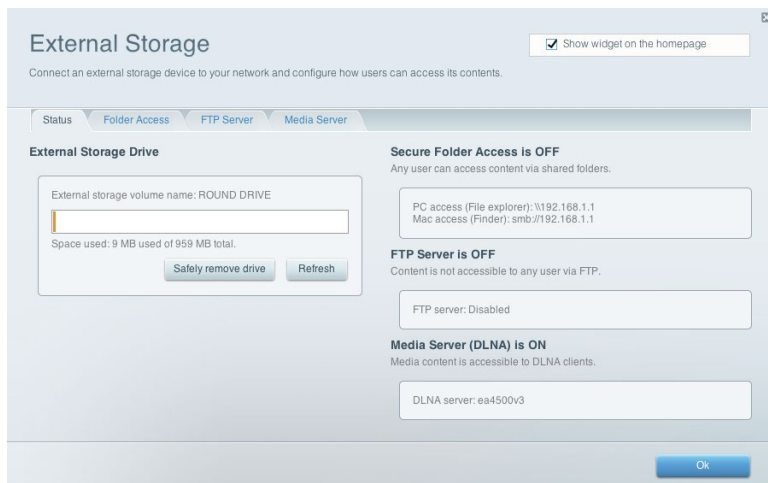 External Storage
Show widget on the homepage
Connect an external storage device to your network and configure how users can access its contents.
Status
Folder Access
FTP Server
Media Server
External Storage Drive
External storage volume name: ROUND DRIVE
Space used: 9 MB used of 959 MB total.
Safely remove drive
Refresh
Secure Folder Access is OFF
Any user can access content via shared folders.
PC access (File explorer): \\192.168.1.1
Mac access (Finder): smb://192.168.1.1
FTP Server is OFF
Content is not accessible to any user via FTP.
FTP server: Disabled
Media Server (DLNA) is ON
Media content is accessible to DLNA clients.
DLNA server: ea4500v3
Ok